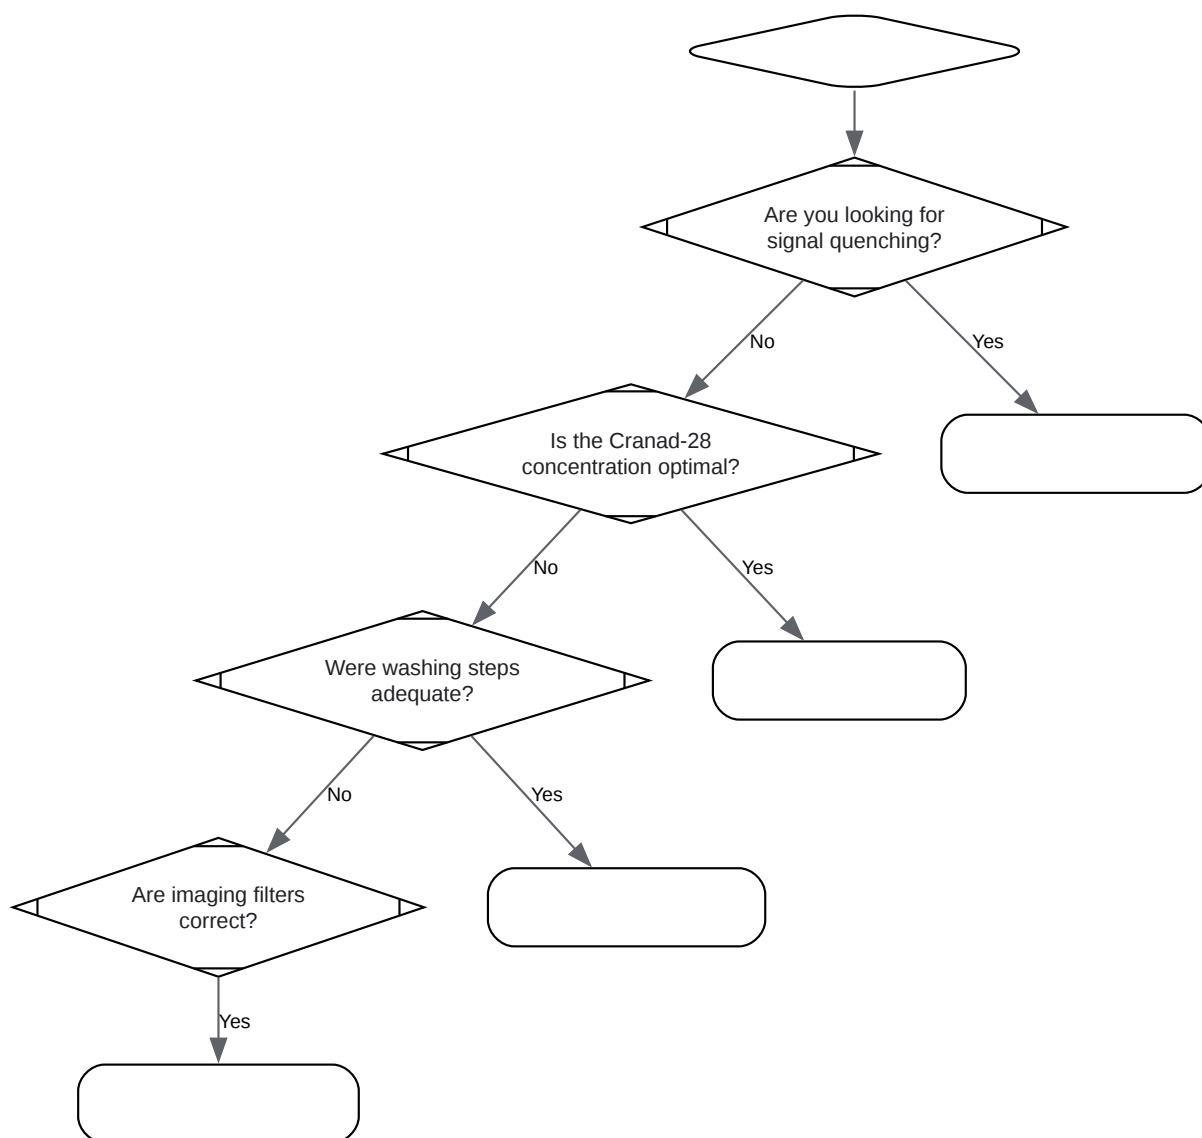 Are you looking for
signal quenching?
No
Yes
Is the Cranad-28
concentration optimal?
No
Yes
Were washing steps
adequate?
No
Yes
Are imaging filters
correct?
Yes